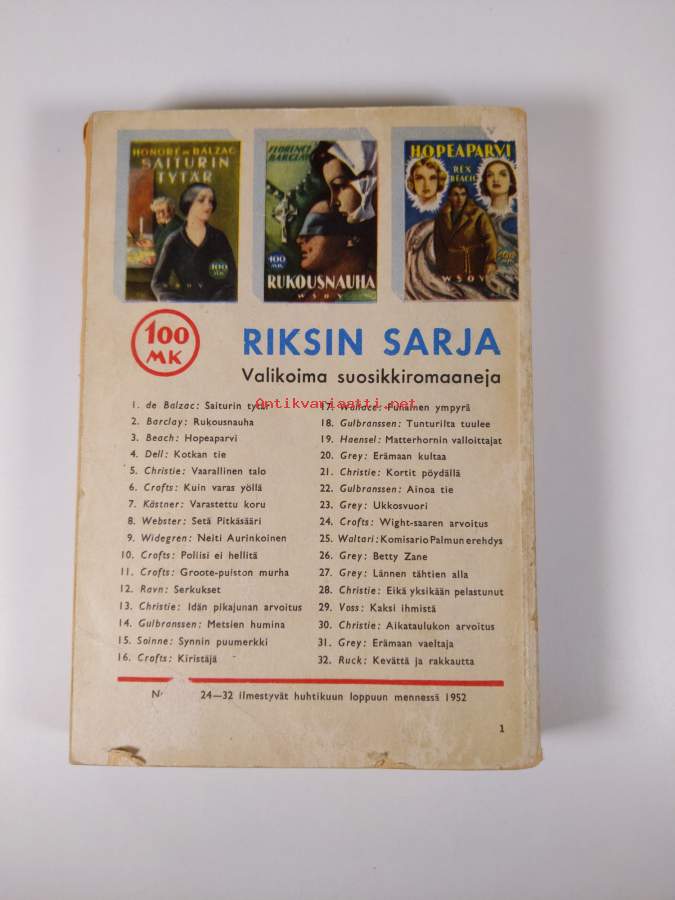 HONORÉ DE BALZAC
SAITURIN
TYTÄR
100
MK
WSOY
FLORENCE
BARCLAY
100
MK
RUKOUSNAUHA
WSOY
HOPEAPARVI
REX
BEACH
100
MK
WSOY
100
MK
RIKSIN SARJA
Valikoima suosikkiromaaneja
Antikvariaatti.net
1. de Balzac: Saiturin tytär
2. Barclay: Rukousnauha
3. Beach: Hopeaparvi
4. Dell: Kotkan tie
5. Christie: Vaarallinen talo
6. Crofts: Kuin varas yöllä
7. Kästner: Varastettu koru
8. Webster: Setä Pitkäsääri
9. Widegren: Neiti Aurinkoinen
10. Crofts: Poliisi ei hellitä
11. Crofts: Groote-puiston murha
12. Ravn: Serkukset
13. Christie: Idän pikajunan arvoitus
14. Gulbranssen: Metsien humina
15. Soinne: Synnin puumerkki
16. Crofts: Kiristäjä
17. Wallace: Punainen ympyrä
18. Gulbranssen: Tunturilta tuulee
19. Haensel: Matterhornin valloittajat
20. Grey: Erämaan kultaa
21. Christie: Kortit pöydällä
22. Gulbranssen: Ainoa tie
23. Grey: Ukkosvuori
24. Crofts: Wight-saaren arvoitus
25. Waltari: Komisario Palmun erehdys
26. Grey: Betty Zane
27. Grey: Lännen tähtien alla
28. Christie: Eikä yksikään pelastunut
29. Voss: Kaksi ihmistä
30. Christie: Aikataulukon arvoitus
31. Grey: Erämaan vaeltaja
32. Ruck: Kevättä ja rakkautta
24—32 ilmestyvät huhtikuun loppuun mennessä 1952
1